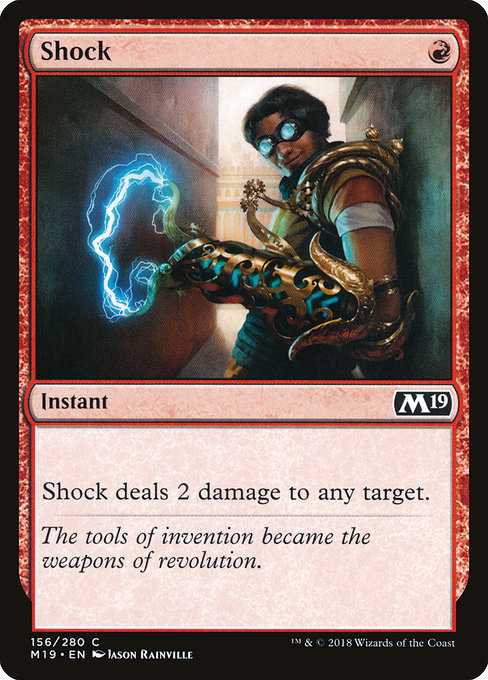 Shock
Instant
M19
Shock deals 2 damage to any target.
The tools of invention became the
weapons of revolution.
156/280 C
M19 • EN Jason Rainville
™ & © 2018 Wizards of the Coast